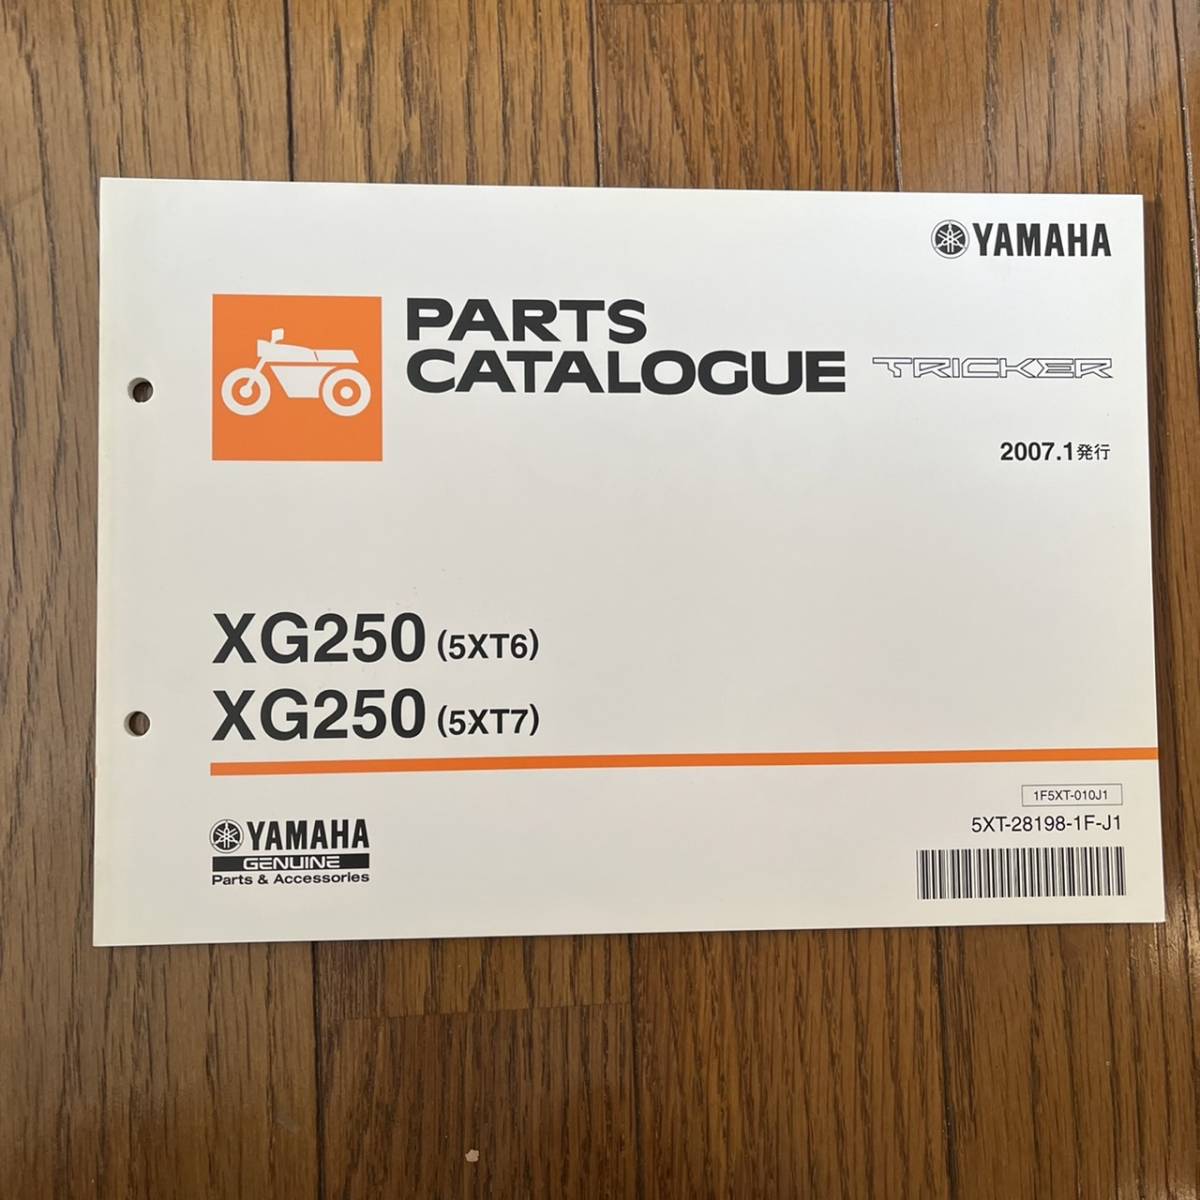 YAMAHA
PARTS
CATALOGUE
TRICKER
2007.1発行
XG250 (5XT6)
XG250 (5XT7)
1F5XT-010J1
5XT-28198-1F-J1
YAMAHA
GENUINE
Parts & Accessories